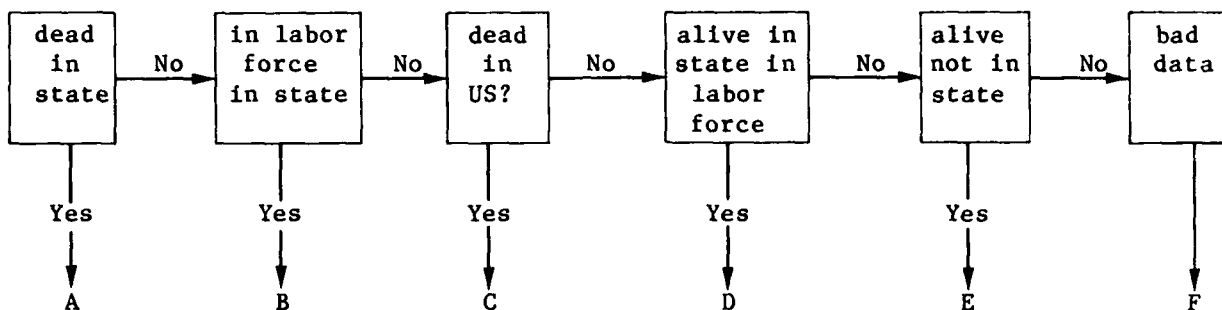 dead
in
state
No
in labor
force
in state
No
dead
in
US?
No
alive in
state in
labor
force
No
alive
not in
state
No
bad
data
Yes
Yes
Yes
Yes
Yes
A
B
C
D
E
F